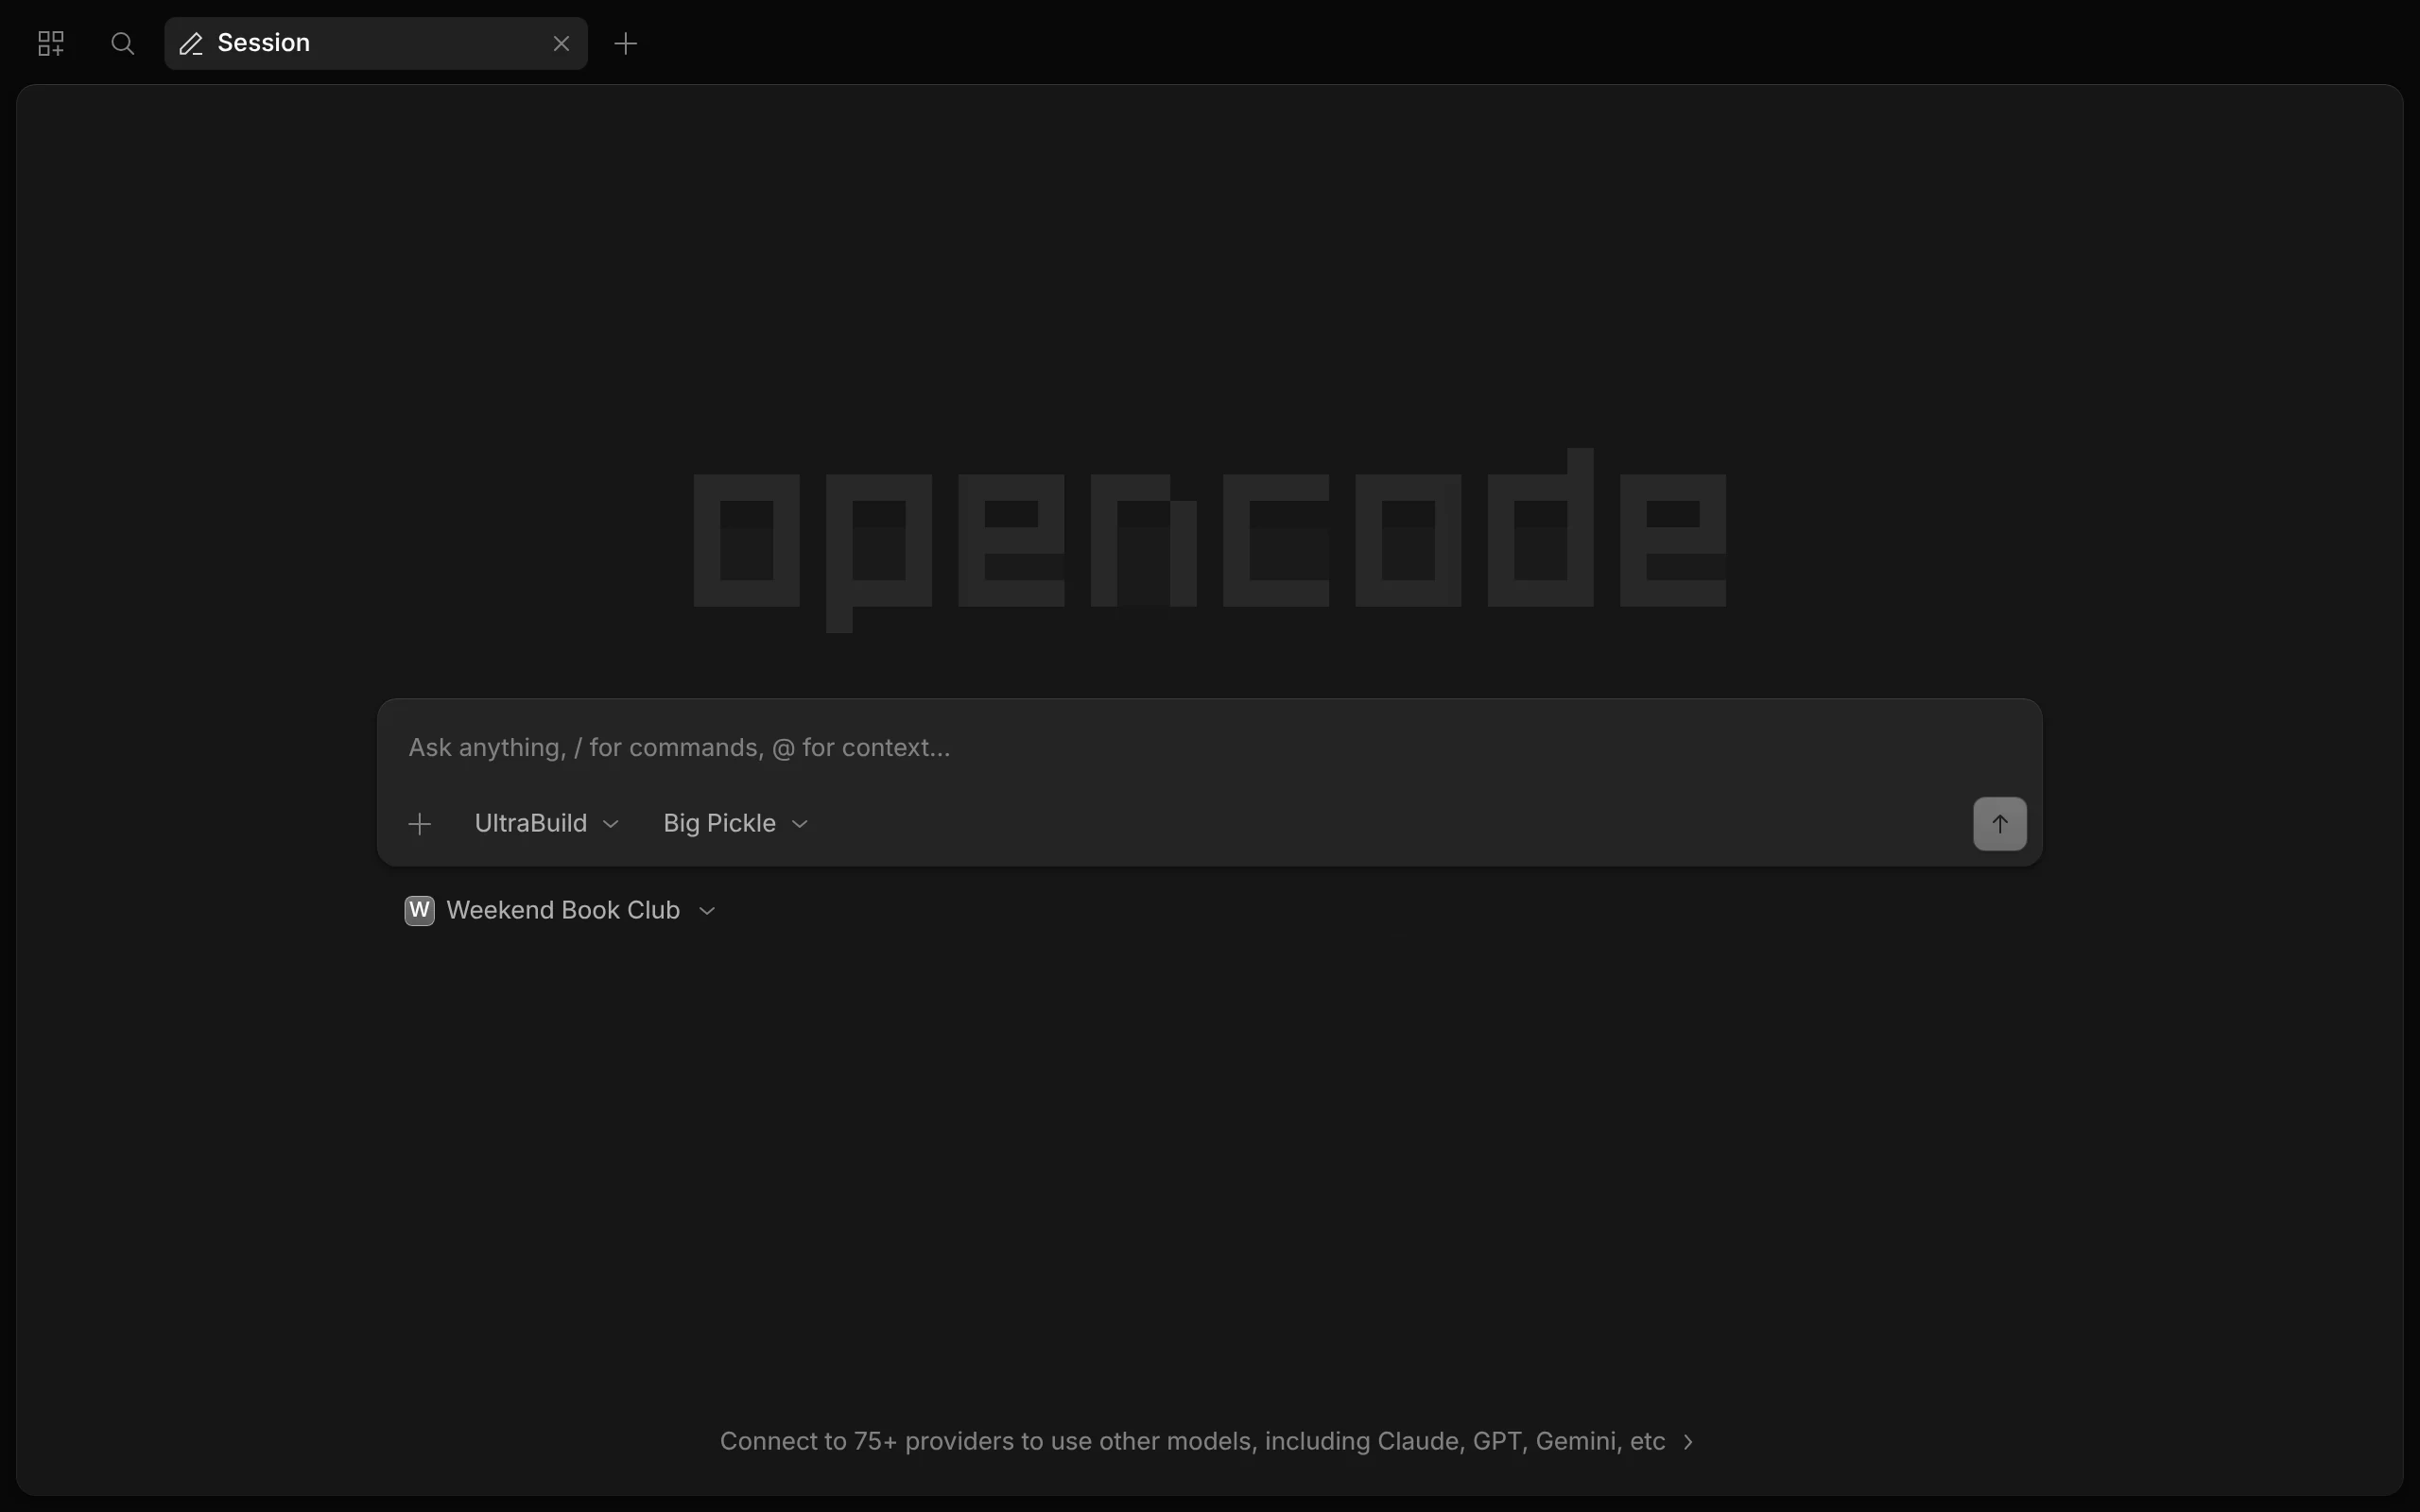 Session
opencode
Ask anything, / for commands, @ for context...
UltraBuild Big Pickle
W Weekend Book Club
Connect to 75+ providers to use other models, including Claude, GPT, Gemini, etc